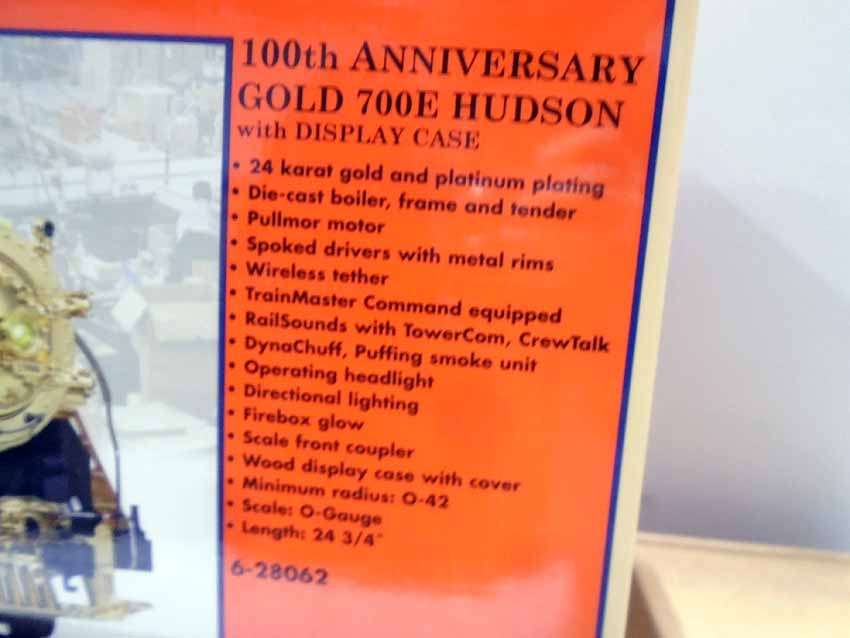 100th ANNIVERSARY
GOLD 700E HUDSON
with DISPLAY CASE
• 24 karat gold and platinum plating
• Die-cast boiler, frame and tender
• Pullmor motor
• Spoked drivers with metal rims
• Wireless tether
• TrainMaster Command equipped
• RailSounds with TowerCom, CrewTalk
• DynaChuff, Puffing smoke unit
• Operating headlight
• Directional lighting
• Firebox glow
• Scale front coupler
• Wood display case with cover
• Minimum radius: O-42
• Scale: O-Gauge
• Length: 24 3/4"
6-28062